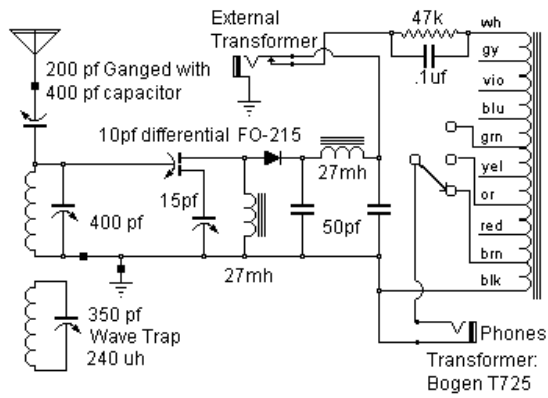 External
Transformer
47k
.1uf
wh
gy
vio
blu
grn
yel
or
red
brn
blk
200 pf Ganged with
400 pf capacitor
10pf differential
FO-215
27mh
15pf
400 pf
50pf
27mh
350 pf
Wave Trap
240 uh
Phones
Transformer:
Bogen T725